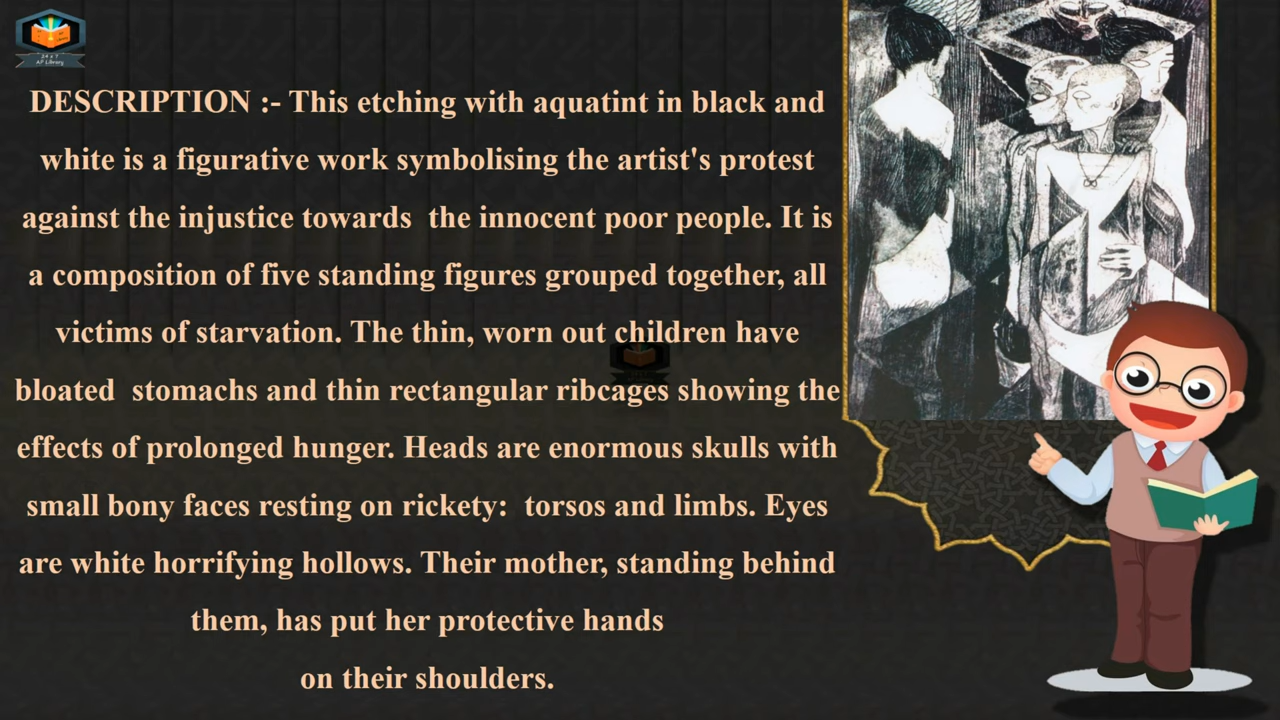 24 x 7
AP Library
DESCRIPTION :- This etching with aquatint in black and
white is a figurative work symbolising the artist's protest
against the injustice towards  the innocent poor people. It is
a composition of five standing figures grouped together, all
victims of starvation. The thin, worn out children have
bloated  stomachs and thin rectangular ribcages showing the
effects of prolonged hunger. Heads are enormous skulls with
small bony faces resting on rickety:  torsos and limbs. Eyes
are white horrifying hollows. Their mother, standing behind
them, has put her protective hands
on their shoulders.